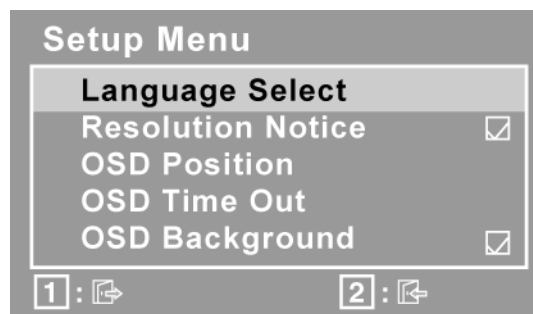 Setup Menu
Language Select
Resolution Notice
OSD Position
OSD Time Out
OSD Background
1 : 2 :